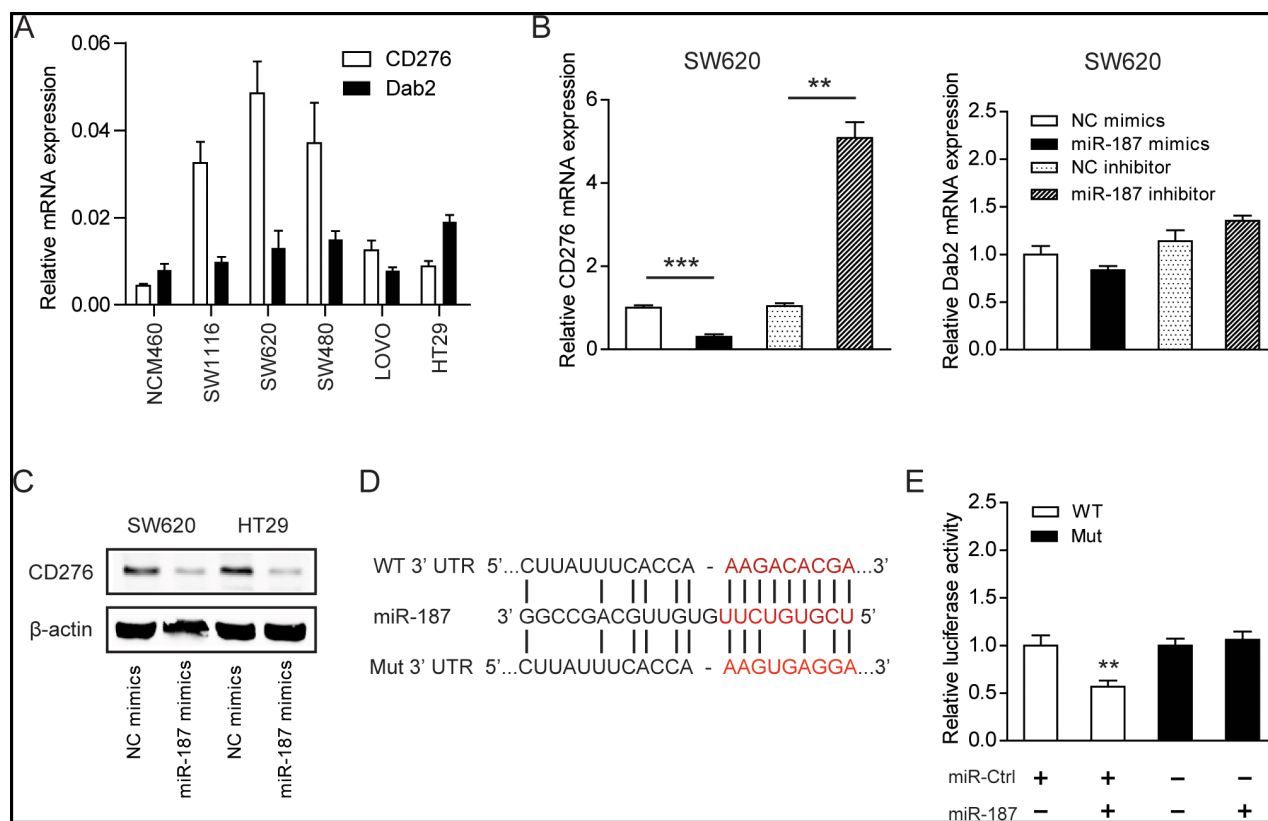 A
Relative mRNA expression
0.06
0.04
0.02
0.00
CD276
Dab2
NCM460
SW1116
SW620
SW480
LOVO
HT29
B
SW620
Relative CD276 mRNA expression
6
4
2
0
***
**
SW620
Relative Dab2 mRNA expression
2.5
2.0
1.5
1.0
0.5
0.0
NC mimics
miR-187 mimics
NC inhibitor
miR-187 inhibitor
C
SW620 HT29
CD276
β-actin
NC mimics
miR-187 mimics
NC mimics
miR-187 mimics
D
WT 3’ UTR 5’...CUUAUUUCACCA - AAGACACGA...3’
miR-187 3’ GGCCGACGUUGUGUUCUGUGCU 5’
Mut 3’ UTR 5’...CUUAUUUCACCA - AAGUGAGGA...3’
E
Relative luciferase activity
2.5
2.0
1.5
1.0
0.5
0.0
WT
Mut
**
miR-Ctrl + + − −
miR-187 − + − +